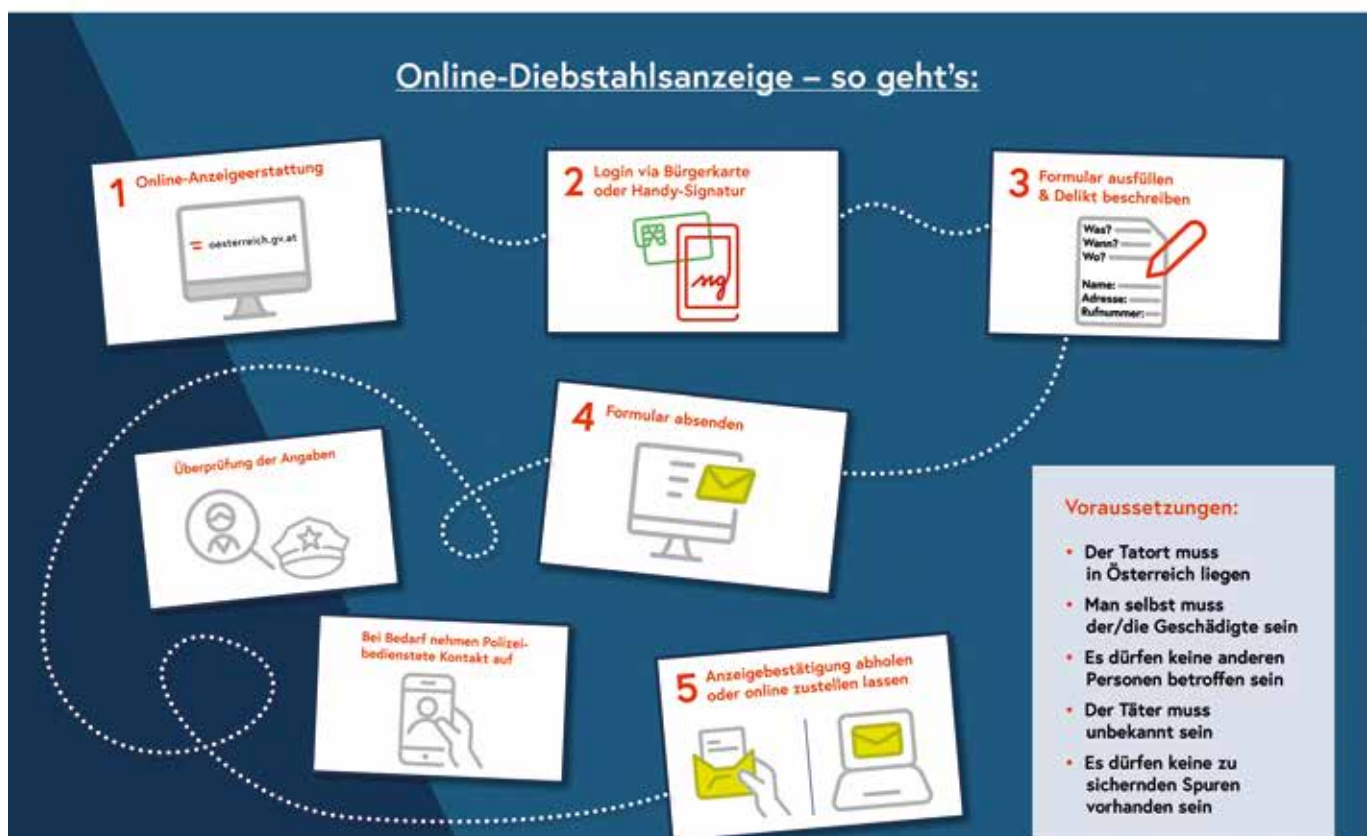 Online-Diebstahlsanzeige – so geht's:
1 Online-Anzeigeerstattung
oesterreich.gv.at
2 Login via Bürgerkarte
oder Handy-Signatur
sig
3 Formular ausfüllen
& Delikt beschreiben
Was?
Wann?
Wo?
Name:
Adresse:
Rufnummer:
4 Formular absenden
Überprüfung der Angaben
Bei Bedarf nehmen Polizei-
bedienstete Kontakt auf
5 Anzeigebestätigung abholen
oder online zustellen lassen
Voraussetzungen:
• Der Tatort muss
in Österreich liegen
• Man selbst muss
der/die Geschädigte sein
• Es dürfen keine anderen
Personen betroffen sein
• Der Täter muss
unbekannt sein
• Es dürfen keine zu
sichernden Spuren
vorhanden sein